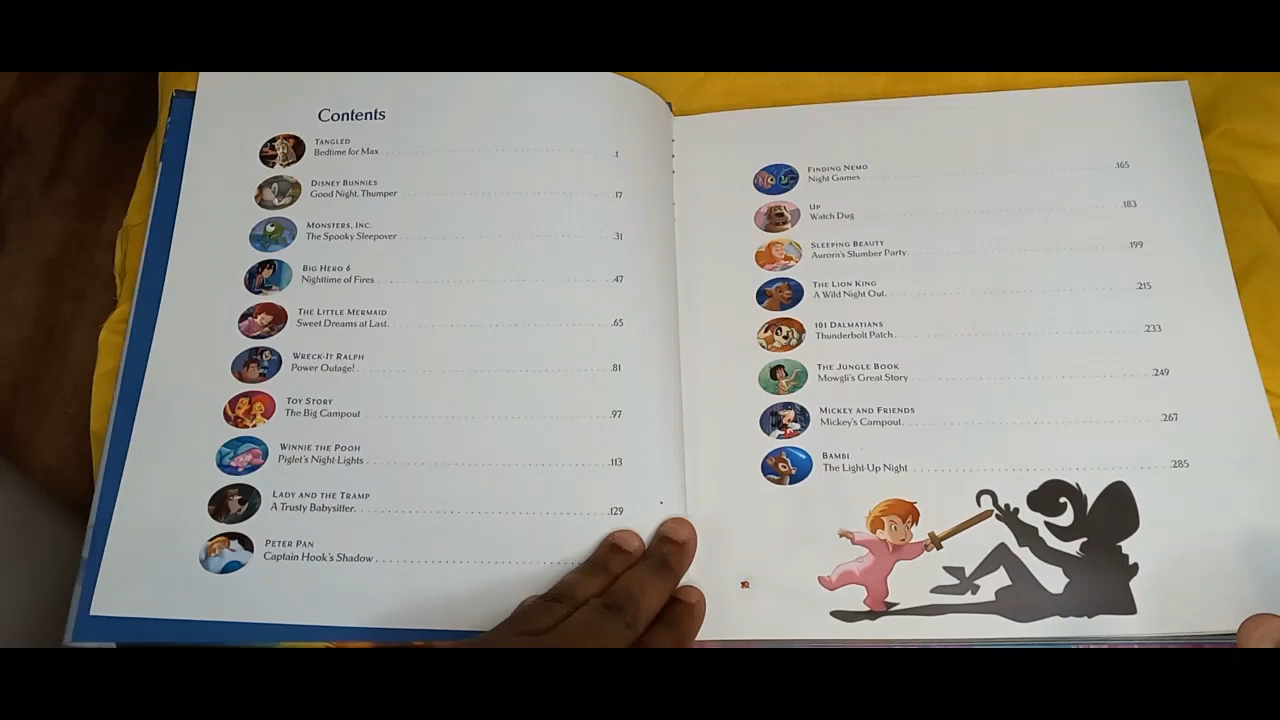 Contents
TANGLED
Bedtime for Max. . . . . . . . . . . . . . . . . . . . . . . . . . . . . . . . . . . . . . . .1
DISNEY BUNNIES
Good Night, Thumper . . . . . . . . . . . . . . . . . . . . . . . . . . . . . . . . . . . .17
MONSTERS, INC.
The Spooky Sleepover . . . . . . . . . . . . . . . . . . . . . . . . . . . . . . . . . . .31
BIG HERO 6
Nighttime of Fires . . . . . . . . . . . . . . . . . . . . . . . . . . . . . . . . . . . . .47
THE LITTLE MERMAID
Sweet Dreams at Last. . . . . . . . . . . . . . . . . . . . . . . . . . . . . . . . . . .65
WRECK-IT RALPH
Power Outage! . . . . . . . . . . . . . . . . . . . . . . . . . . . . . . . . . . . . . . .81
TOY STORY
The Big Campout . . . . . . . . . . . . . . . . . . . . . . . . . . . . . . . . . . . . .97
WINNIE THE POOH
Piglet's Night-Lights . . . . . . . . . . . . . . . . . . . . . . . . . . . . . . . . . . .113
LADY AND THE TRAMP
A Trusty Babysitter. . . . . . . . . . . . . . . . . . . . . . . . . . . . . . . . . . . .129
PETER PAN
Captain Hook's Shadow . . . . . . . . . . . . . . . . . . . . . . . . . . . . .
FINDING NEMO
Night Games . . . . . . . . . . . . . . . . . . . . . . . . . . . . . . . . . . . . . . . .165
UP
Watch Dug . . . . . . . . . . . . . . . . . . . . . . . . . . . . . . . . . . . . . . . . .183
SLEEPING BEAUTY
Aurora's Slumber Party. . . . . . . . . . . . . . . . . . . . . . . . . . . . . . . . . .199
THE LION KING
A Wild Night Out. . . . . . . . . . . . . . . . . . . . . . . . . . . . . . . . . . . . .215
101 DALMATIANS
Thunderbolt Patch . . . . . . . . . . . . . . . . . . . . . . . . . . . . . . . . . . . .233
THE JUNGLE BOOK
Mowgli's Great Story . . . . . . . . . . . . . . . . . . . . . . . . . . . . . . . . . . .249
MICKEY AND FRIENDS
Mickey's Campout. . . . . . . . . . . . . . . . . . . . . . . . . . . . . . . . . . . . .267
BAMBI
The Light-Up Night . . . . . . . . . . . . . . . . . . . . . . . . . . . . . . . . . . . .285